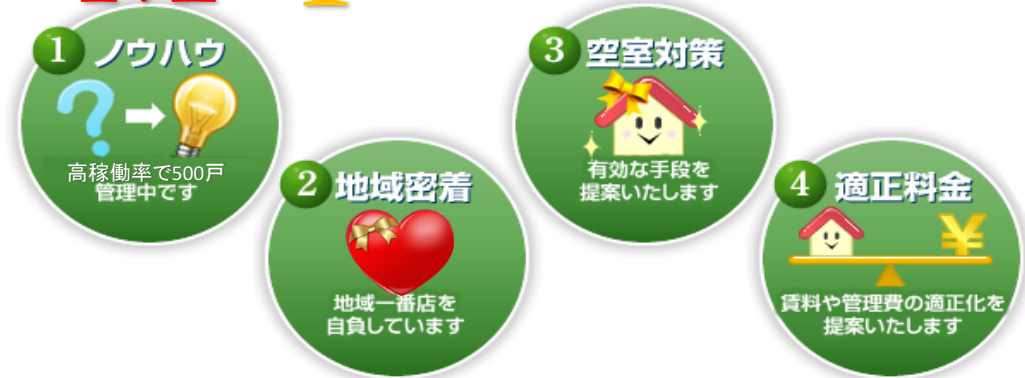 1 ノウハウ
高稼働率で500戸
管理中です
2 地域密着
地域一番店を
自負しています
3 空室対策
有効な手段を
提案いたします
4 適正料金
¥
賃料や管理費の適正化を
提案いたします